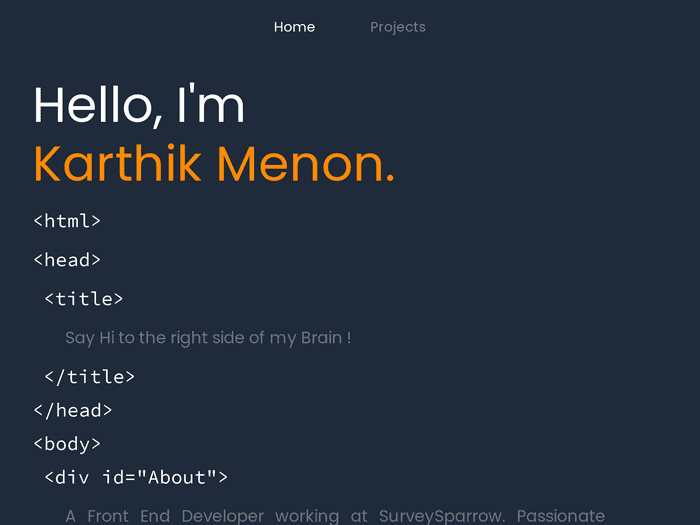 Home Projects
Hello, I'm
Karthik Menon.
<html>
<head>
<title>
Say Hi to the right side of my Brain !
</title>
</head>
<body>
<div id="About">
A Front End Developer working at SurveySparrow. Passionate